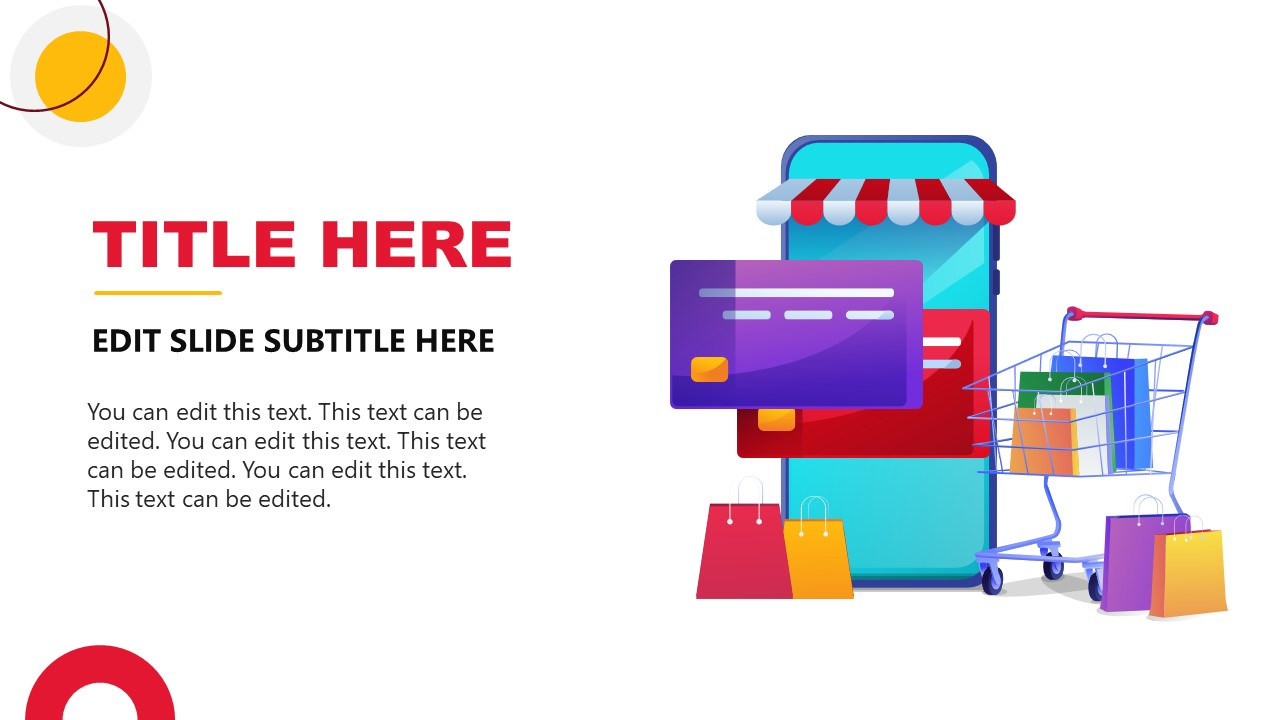 TITLE HERE
EDIT SLIDE SUBTITLE HERE
You can edit this text. This text can be
edited. You can edit this text. This text
can be edited. You can edit this text.
This text can be edited.